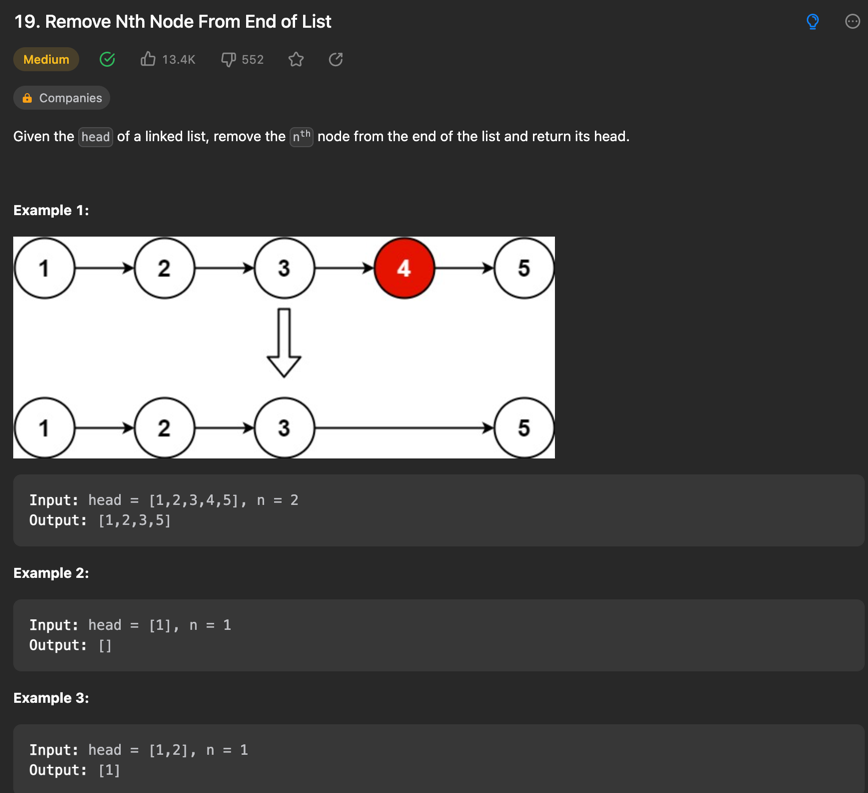 19. Remove Nth Node From End of List
Medium 13.4K 552
Companies
Given the head of a linked list, remove the nth node from the end of the list and return its head.
Example 1:
1 2 3 4 5
1 2 3 5
Input: head = [1,2,3,4,5], n = 2
Output: [1,2,3,5]
Example 2:
Input: head = [1], n = 1
Output: []
Example 3:
Input: head = [1,2], n = 1
Output: [1]